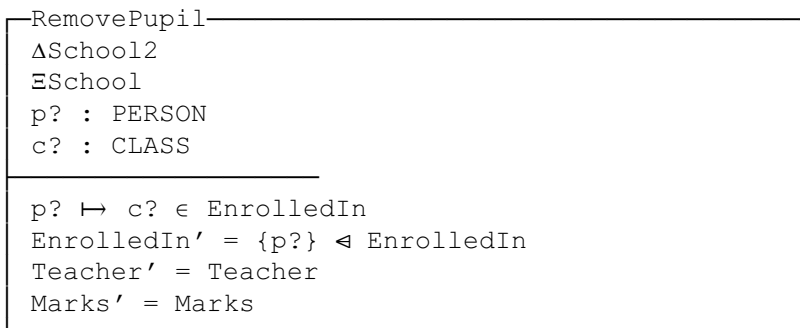 RemovePupil
ΔSchool2
ΞSchool
p? : PERSON
c? : CLASS
p? ↦ c? ∈ EnrolledIn
EnrolledIn′ = {p?} ⩤ EnrolledIn
Teacher′ = Teacher
Marks′ = Marks